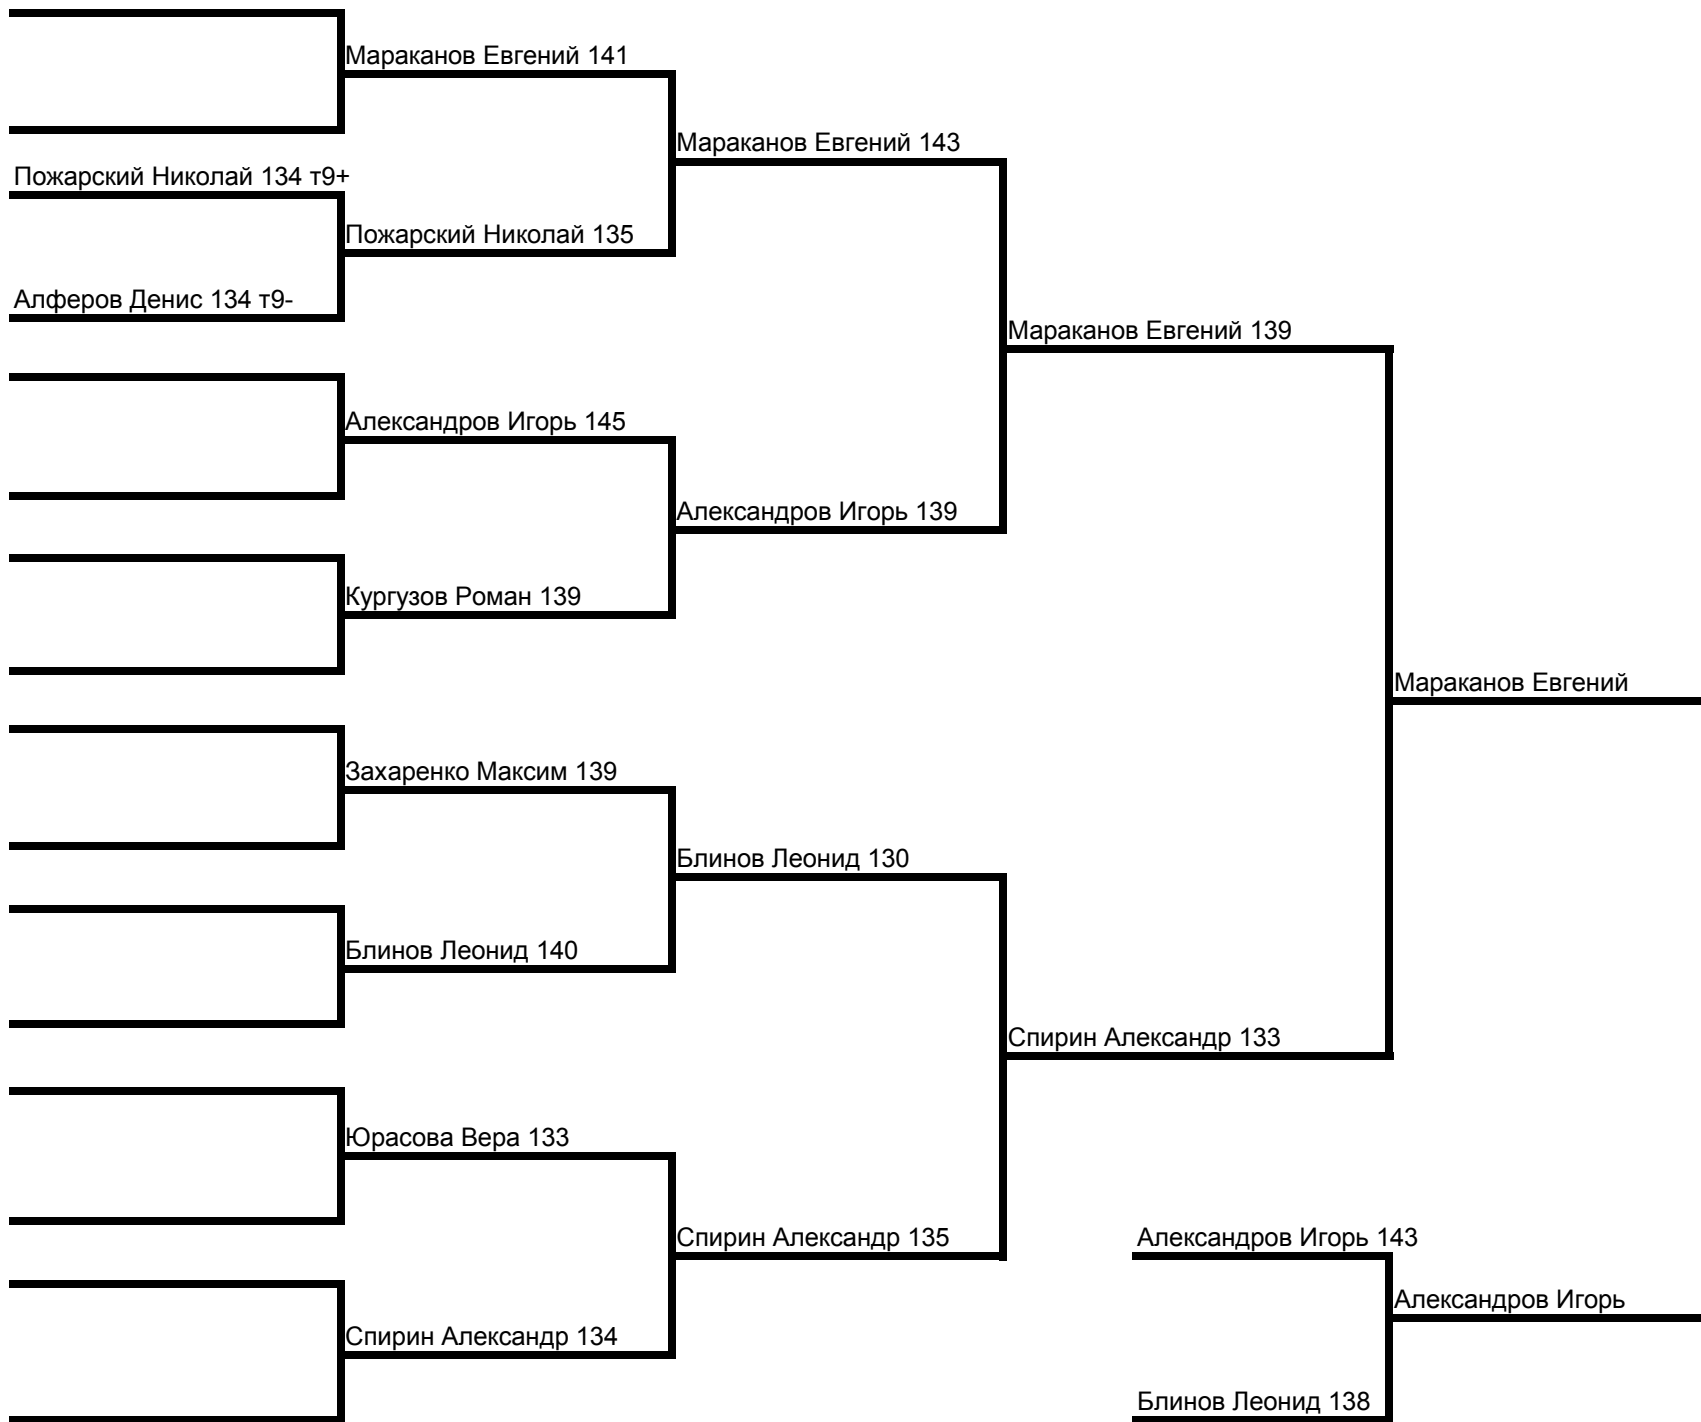 Мараканов Евгений 141
Мараканов Евгений 143
Пожарский Николай 134 т9+
Пожарский Николай 135
Алферов Денис 134 т9-
Мараканов Евгений 139
Александров Игорь 145
Александров Игорь 139
Кургузов Роман 139
Мараканов Евгений
Захаренко Максим 139
Блинов Леонид 130
Блинов Леонид 140
Спирин Александр 133
Юрасова Вера 133
Спирин Александр 135
Александров Игорь 143
Александров Игорь
Спирин Александр 134
Блинов Леонид 138